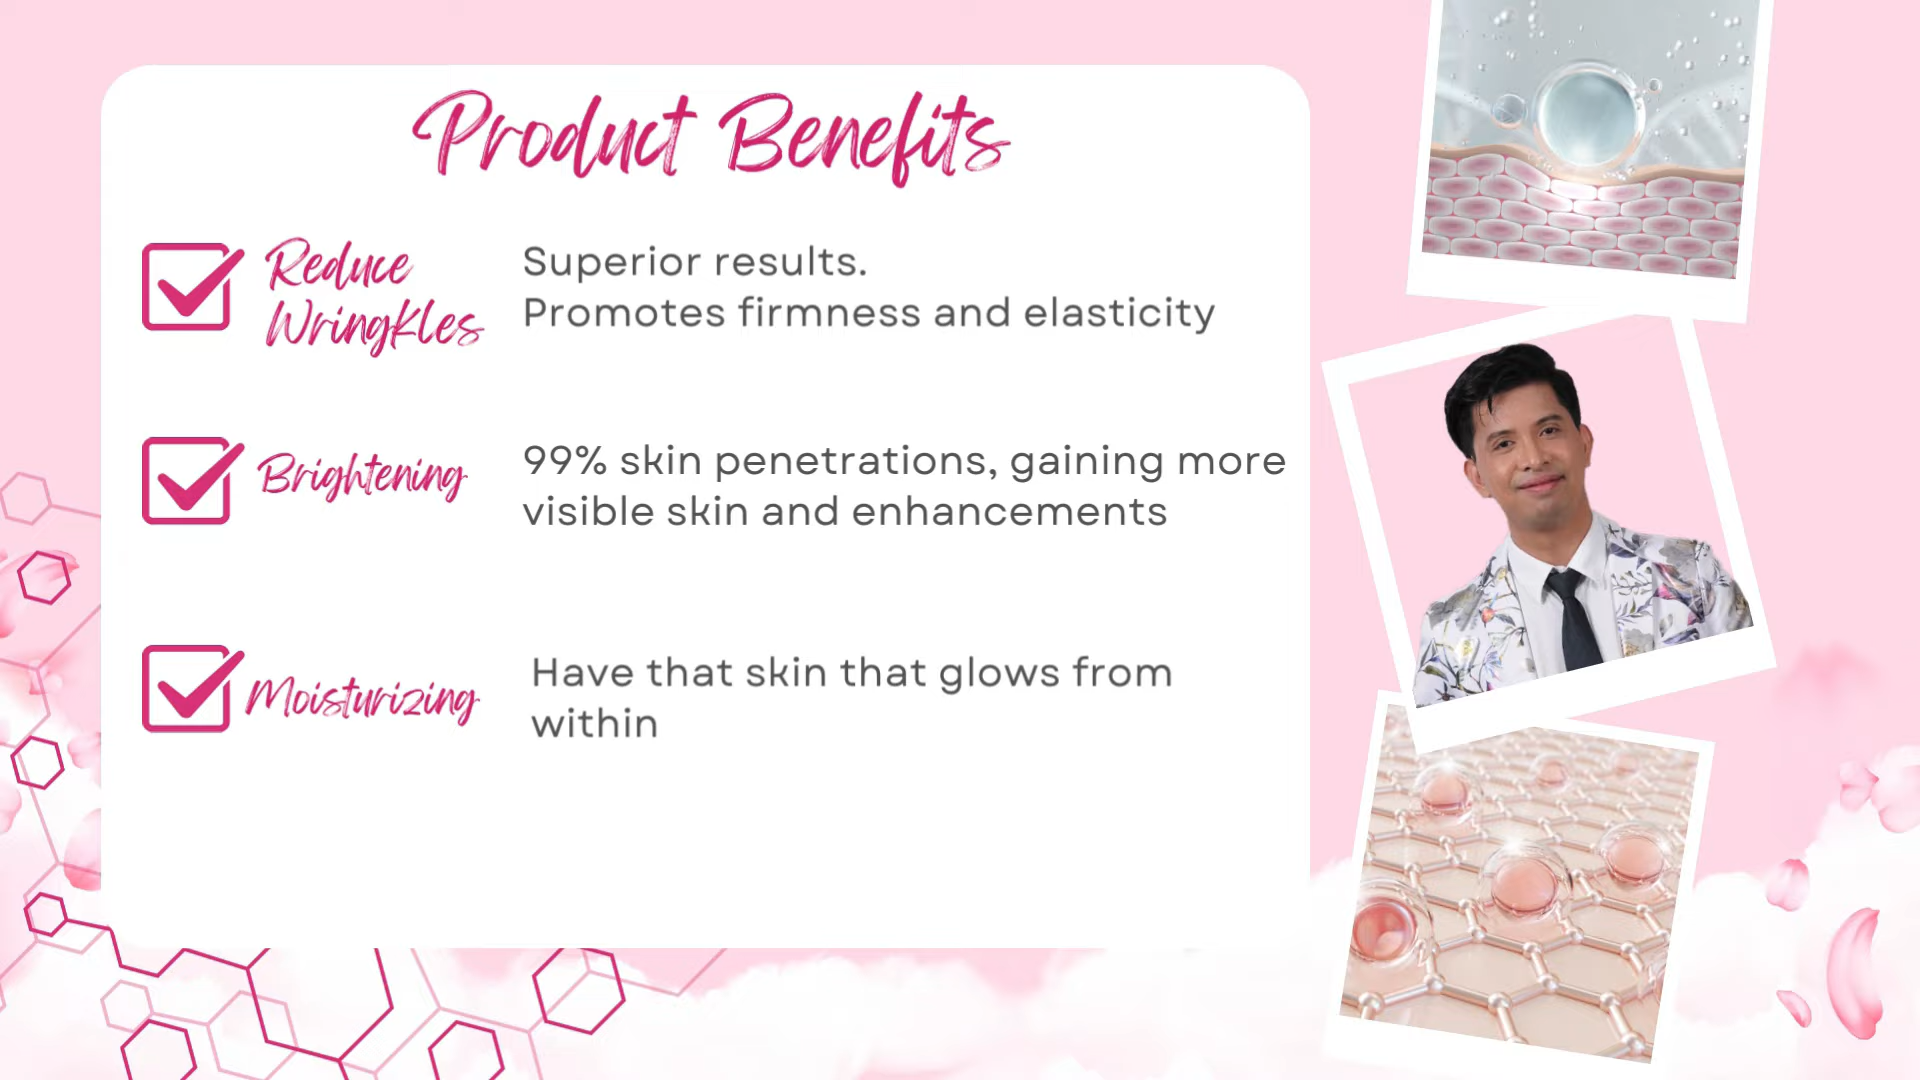 Product Benefits
Reduce
Wringkles
Superior results.
Promotes firmness and elasticity
Brightening
99% skin penetrations, gaining more
visible skin and enhancements
Moisturizing
Have that skin that glows from
within